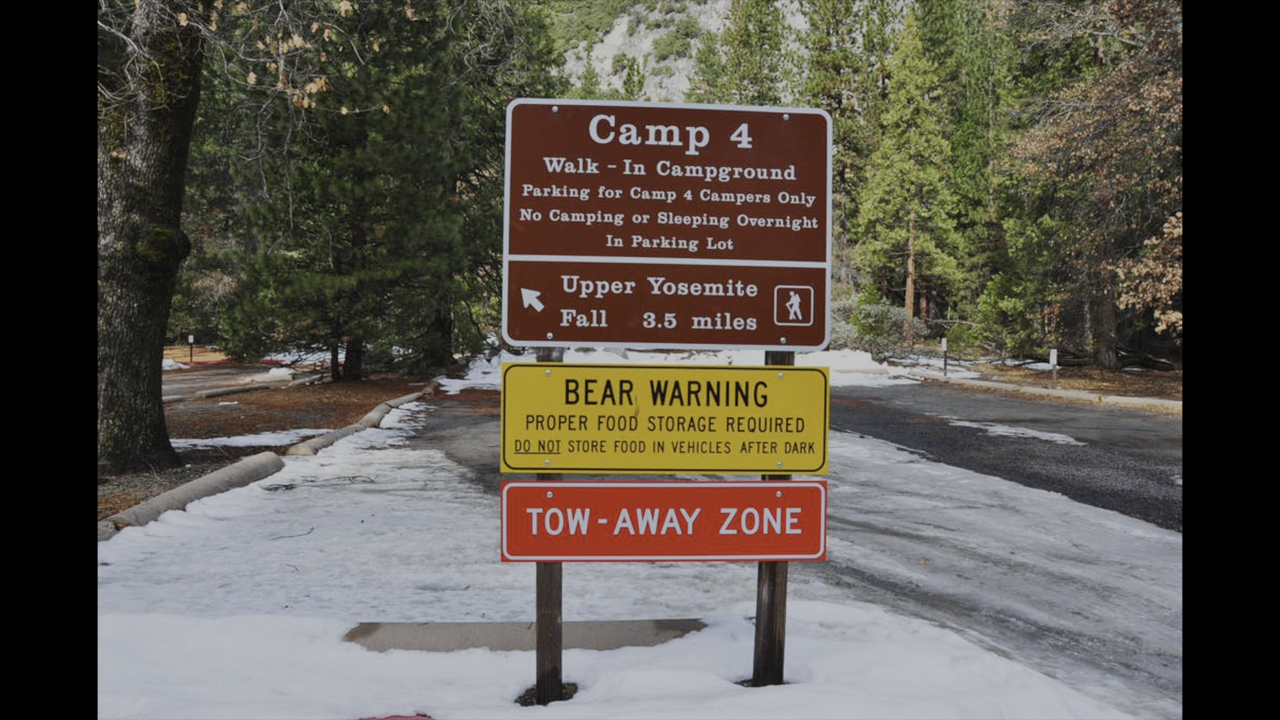 Camp 4
Walk - In Campground
Parking for Camp 4 Campers Only
No Camping or Sleeping Overnight
In Parking Lot
Upper Yosemite
Fall 3.5 miles
BEAR WARNING
PROPER FOOD STORAGE REQUIRED
DO NOT STORE FOOD IN VEHICLES AFTER DARK
TOW-AWAY ZONE